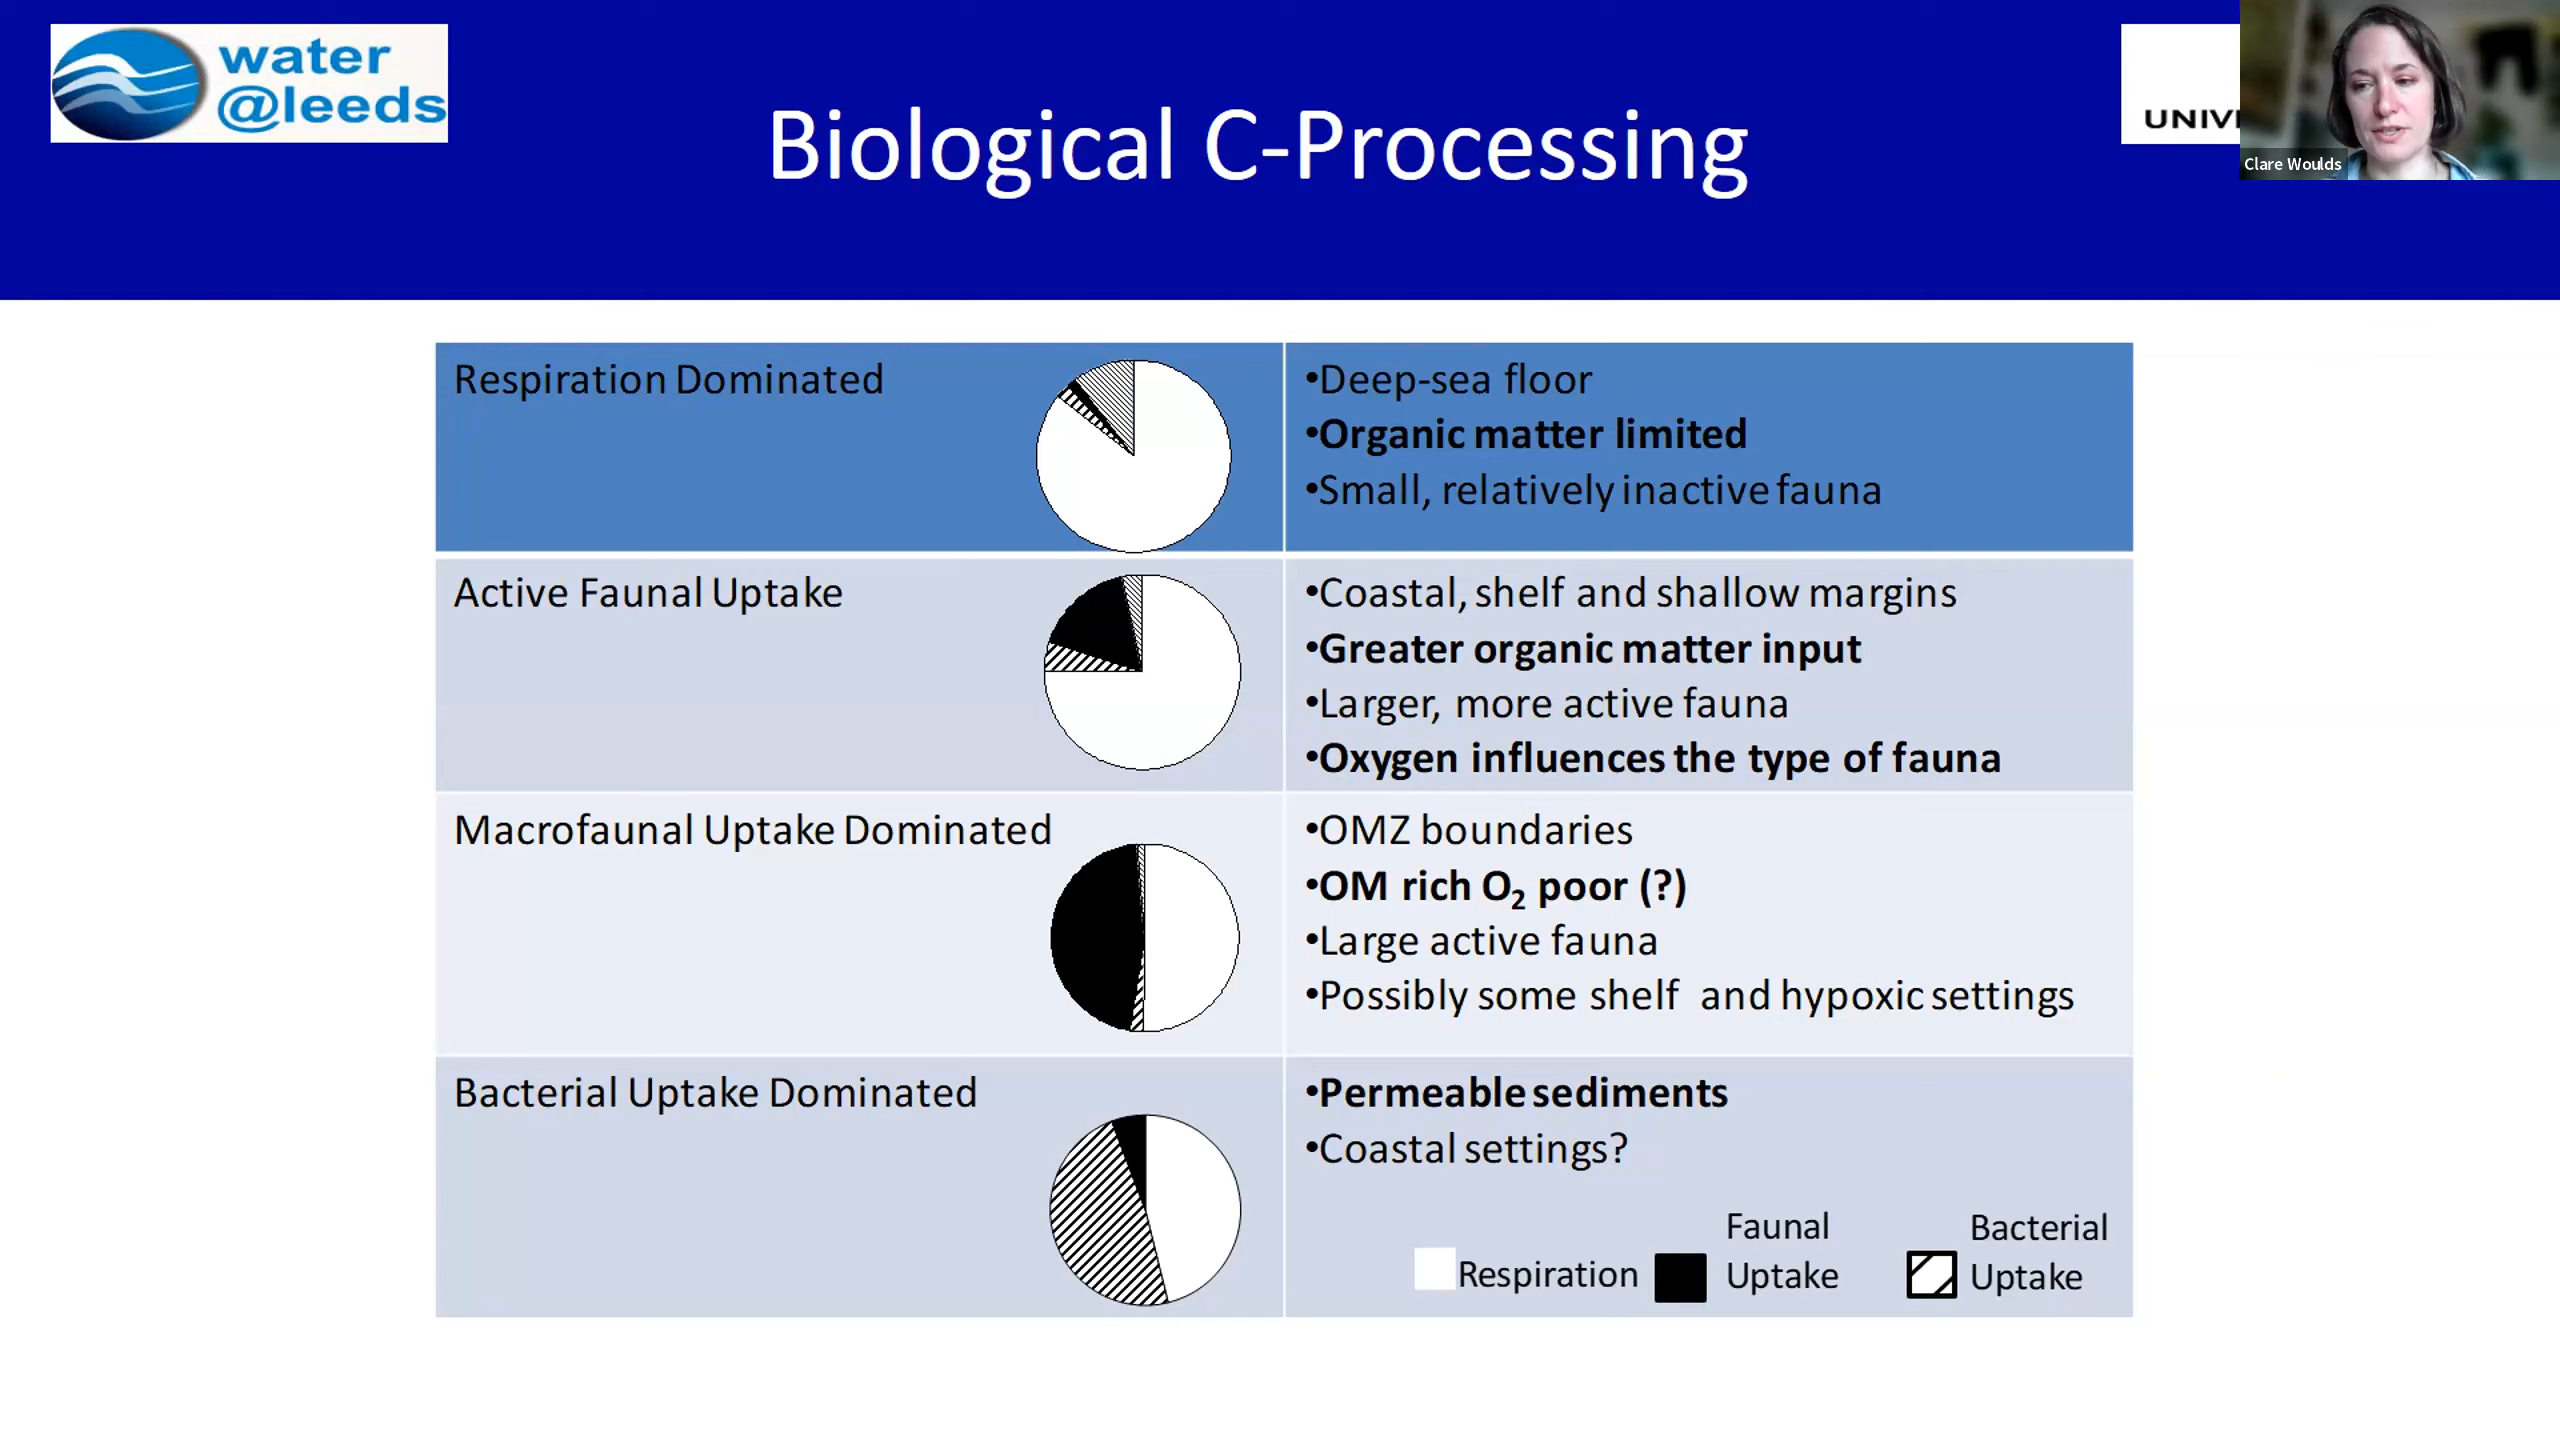 water
@leeds
Biological C-Processing
UNIV
Clare Woulds
Respiration Dominated
•Deep-sea floor
•Organic matter limited
•Small, relatively inactive fauna
Active Faunal Uptake
•Coastal, shelf and shallow margins
•Greater organic matter input
•Larger, more active fauna
•Oxygen influences the type of fauna
Macrofaunal Uptake Dominated
•OMZ boundaries
•OM rich O₂ poor (?)
•Large active fauna
•Possibly some shelf and hypoxic settings
Bacterial Uptake Dominated
•Permeable sediments
•Coastal settings?
Respiration
Faunal
Uptake
Bacterial
Uptake